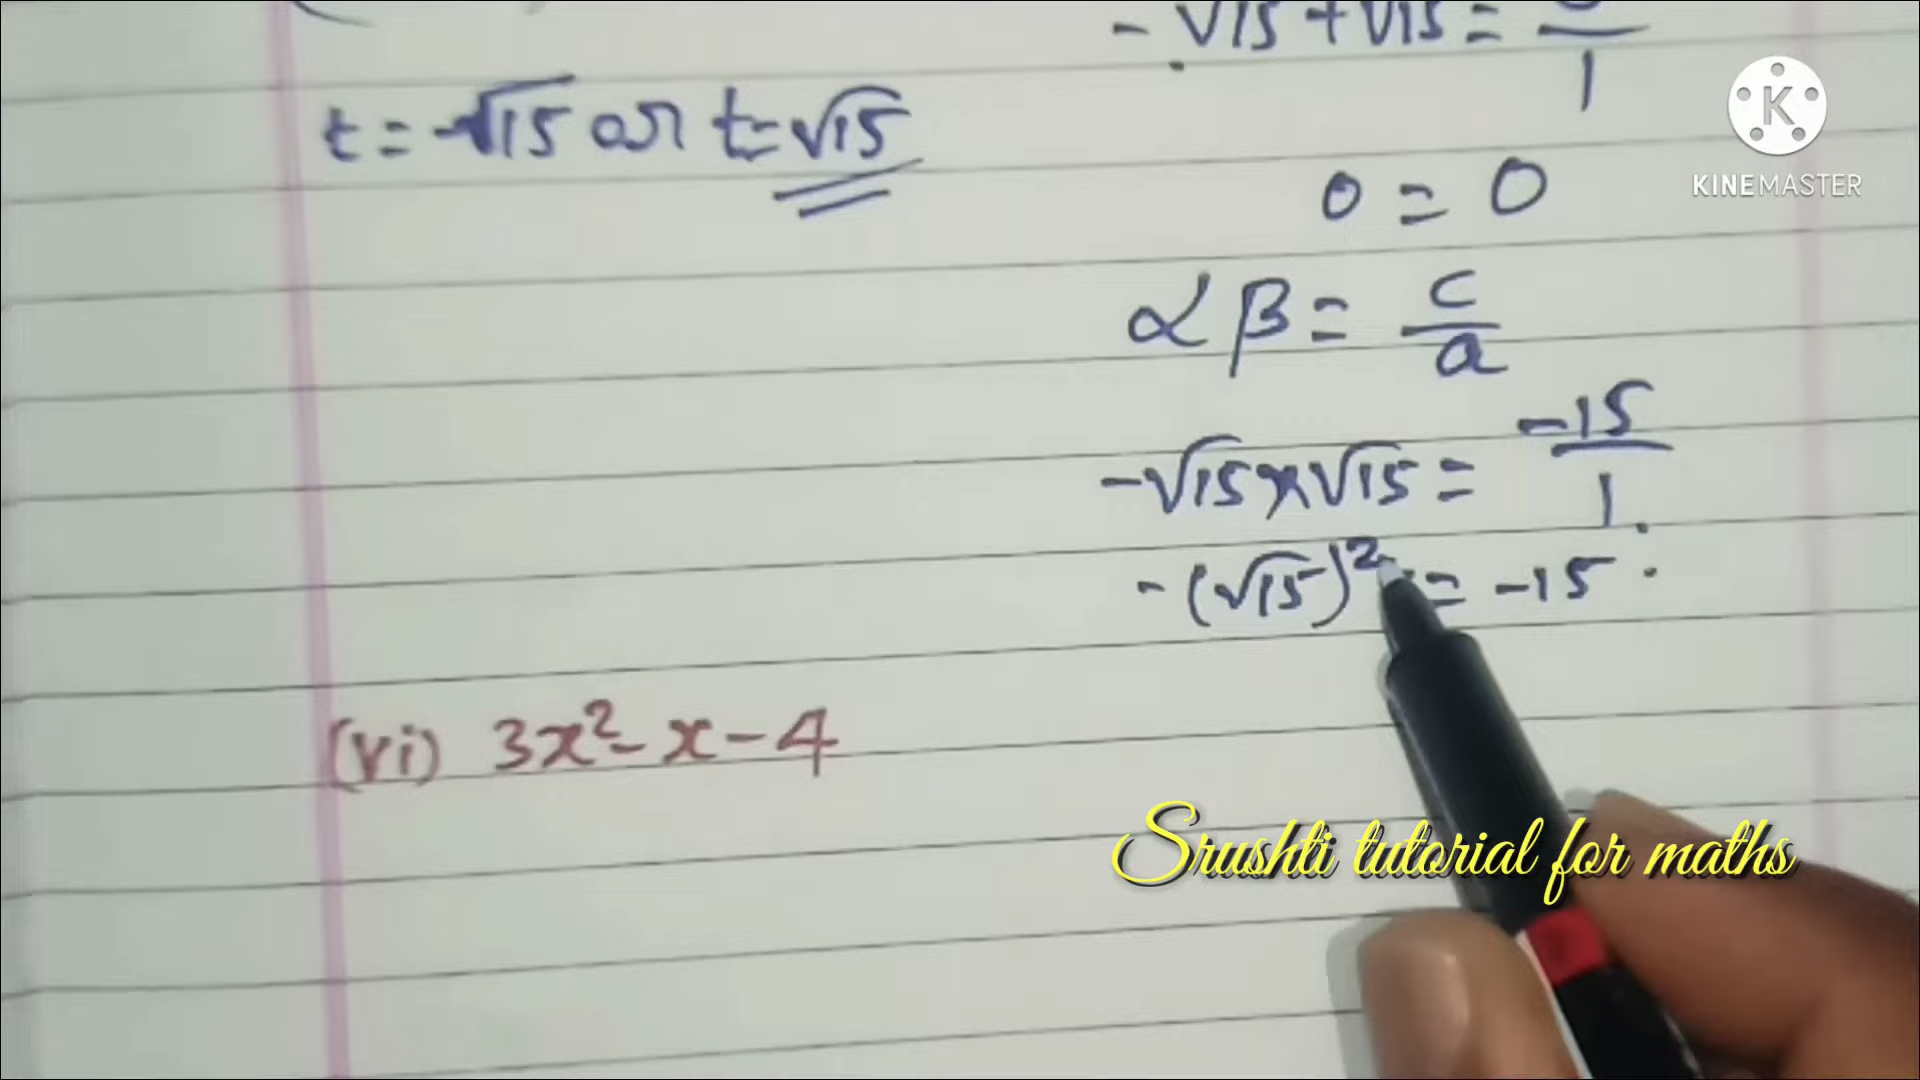 t = -√15 or t = √15
- √15 + √15 = 0/1
0 = 0
αβ = c/a
-√15 x √15 = -15/1
-(√15)² = -15
(vi) 3x² - x - 4
KINEMASTER
Srushti tutorial for maths